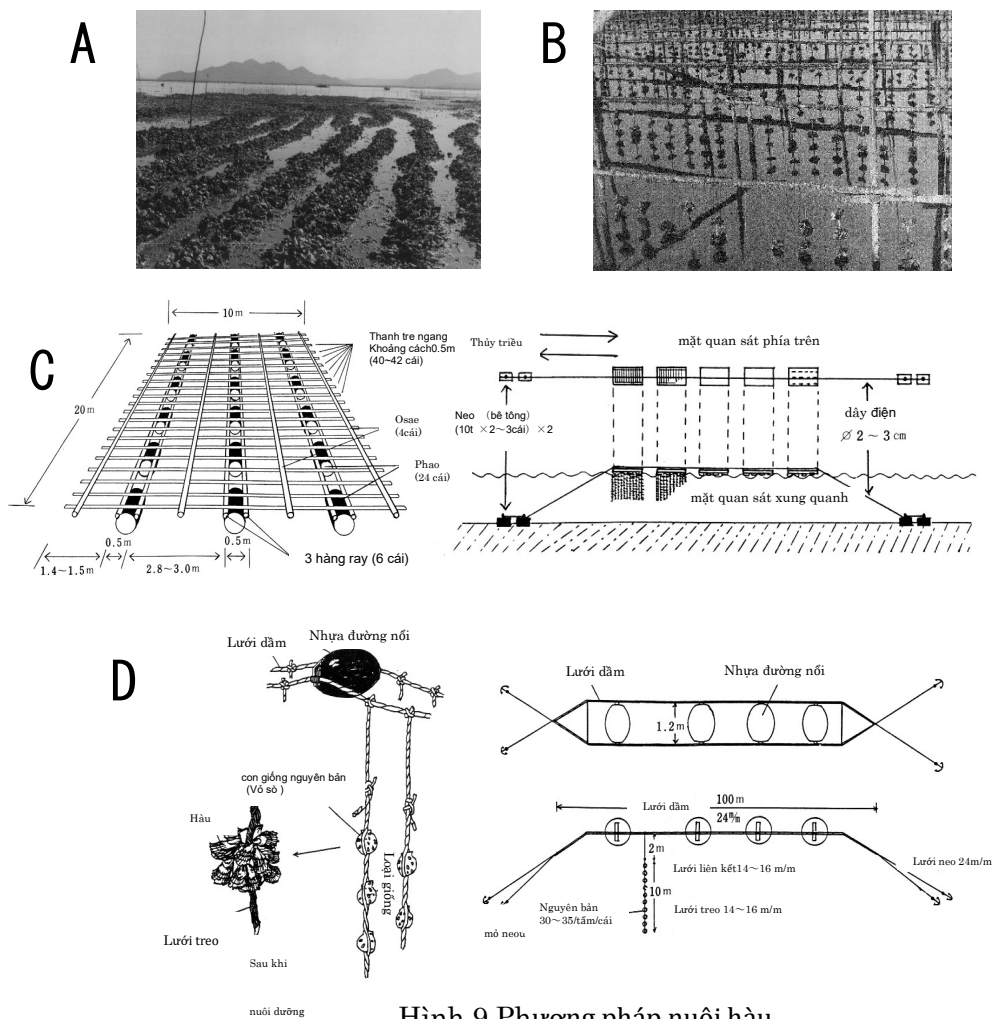 A
B
C
10m
20m
Thanh tre ngang
Khoảng cách0.5m
(40~42 cái)
Osae
(4cái)
Phao
(24 cái)
0.5m
0.5m
1.4~1.5m
2.8~3.0m
3 hàng ray (6 cái)
Thủy triều
mặt quan sát phía trên
Neo （bê tông）
(10t ×2~3cái）×2
dây điện
∅ 2 ~ 3 cm
mặt quan sát xung quanh
D
Lưới dầm
Nhựa đường nổi
con giống nguyên bản
(Vỏ sò )
Hàu
Loại giống
Lưới treo
Sau khi
nuôi dưỡng
Lưới dầm
Nhựa đường nổi
1.2m
Lưới dầm
100m
24m/m
2m
Lưới liên kết14~16 m/m
Lưới neo 24m/m
10m
Nguyên bản
30~35/tấm/cái
Lưới treo 14~16 m/m
mỏ neou
Hình 9 Phương pháp nuôi hàu